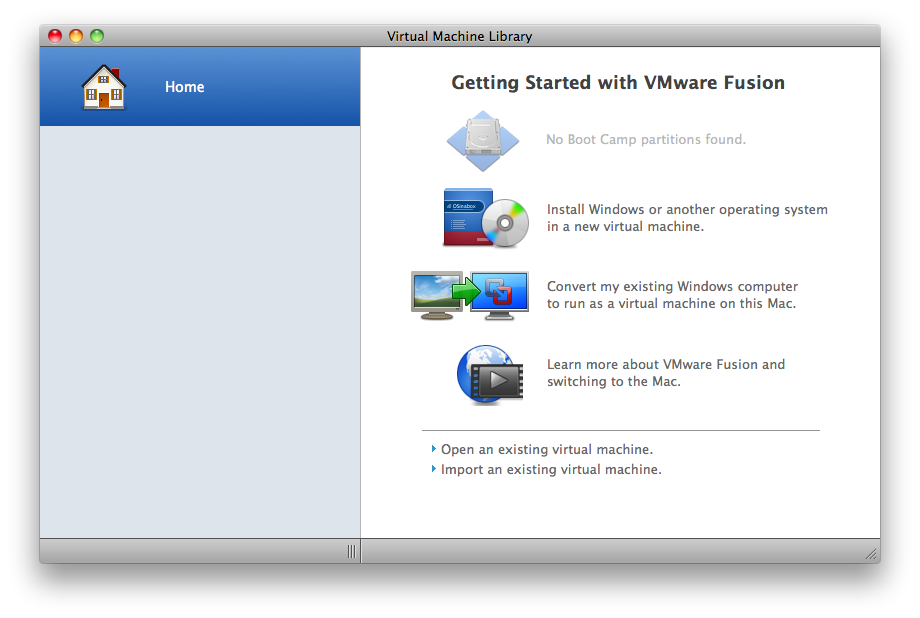 Virtual Machine Library
Home
Getting Started with VMware Fusion
No Boot Camp partitions found.
OSinabox
Install Windows or another operating system
in a new virtual machine.
Convert my existing Windows computer
to run as a virtual machine on this Mac.
Learn more about VMware Fusion and
switching to the Mac.
Open an existing virtual machine.
Import an existing virtual machine.